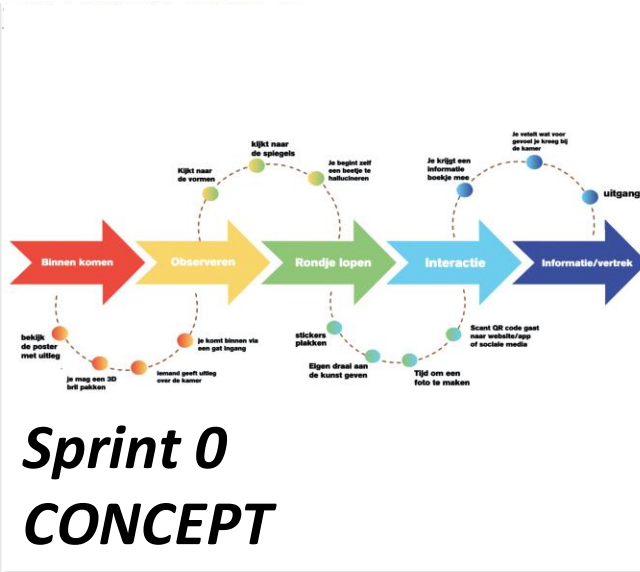 Je vetelt wat voor
gevoel je kreeg bij
de kamer
kijkt naar
de spiegels
Kijkt naar
de vormen
Je begint zelf
een beetje te
hallucineren
Je krijgt een
informatie
boekje mee
uitgang
Binnen komen
Observeren
Rondje lopen
Interactie
Informatie/vertrek
bekijk
de poster
met uitleg
je mag een 3D
bril pakken
iemand geeft uitleg
over de kamer
je komt binnen via
een gat ingang
stickers
plakken
Eigen draai aan
de kunst geven
Tijd om een
foto te maken
Scant QR code gaat
naar website/app
of sociale media
Sprint 0
CONCEPT